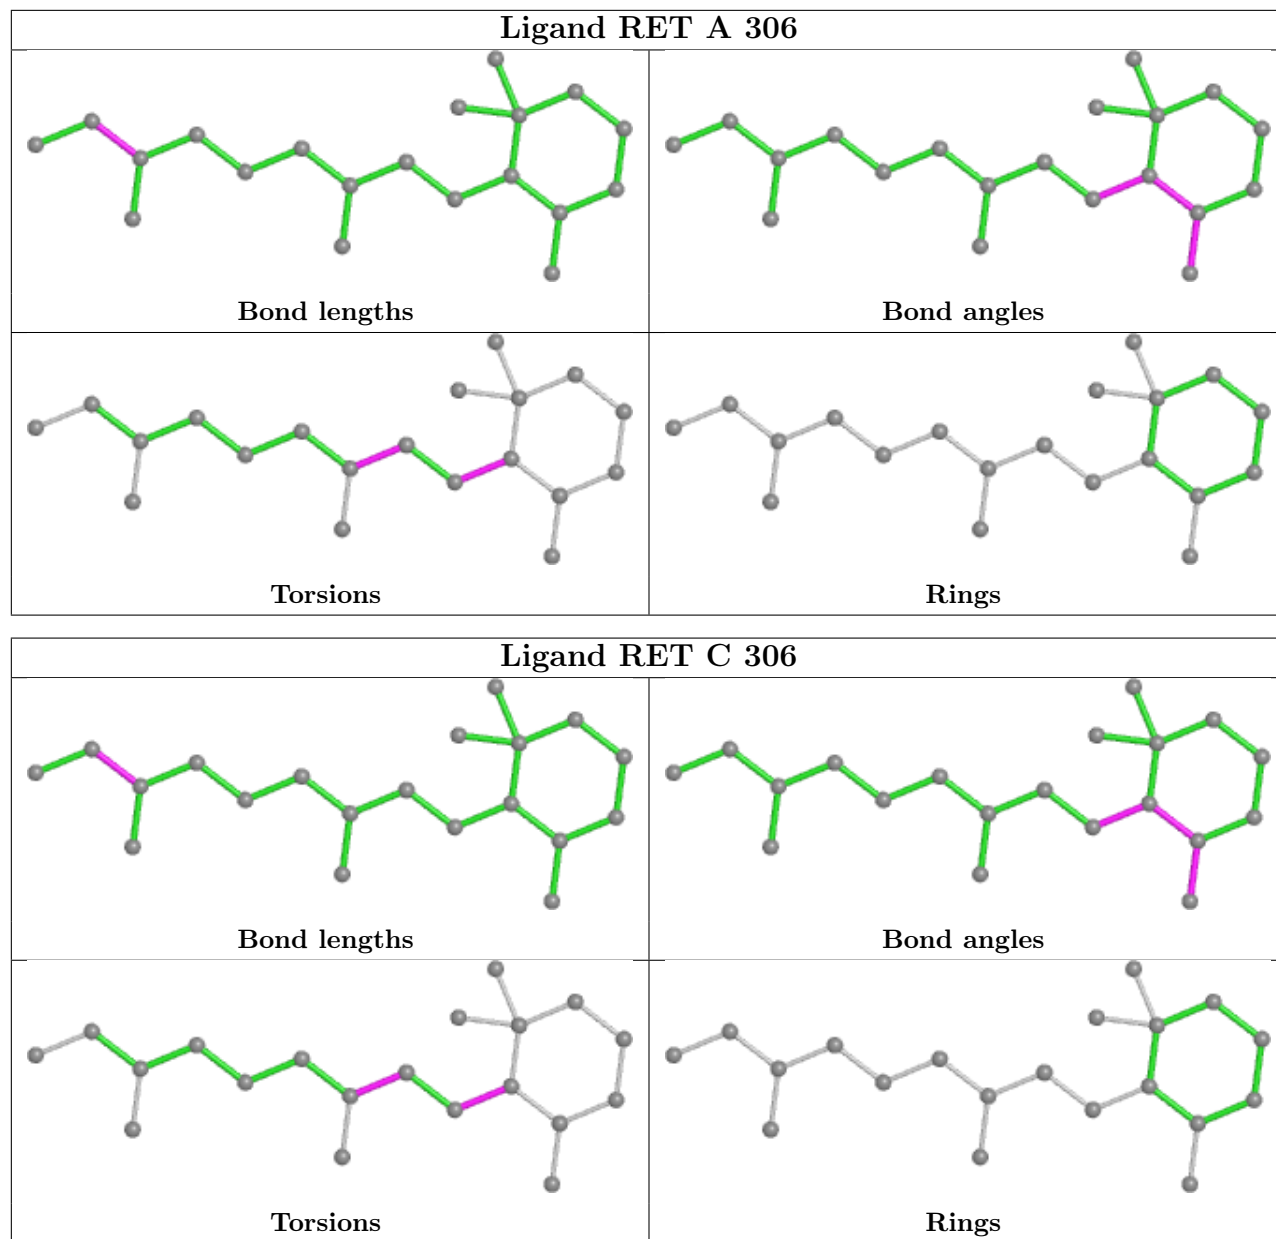 Ligand RET A 306
Bond lengths
Bond angles
Torsions
Rings
Ligand RET C 306
Bond lengths
Bond angles
Torsions
Rings